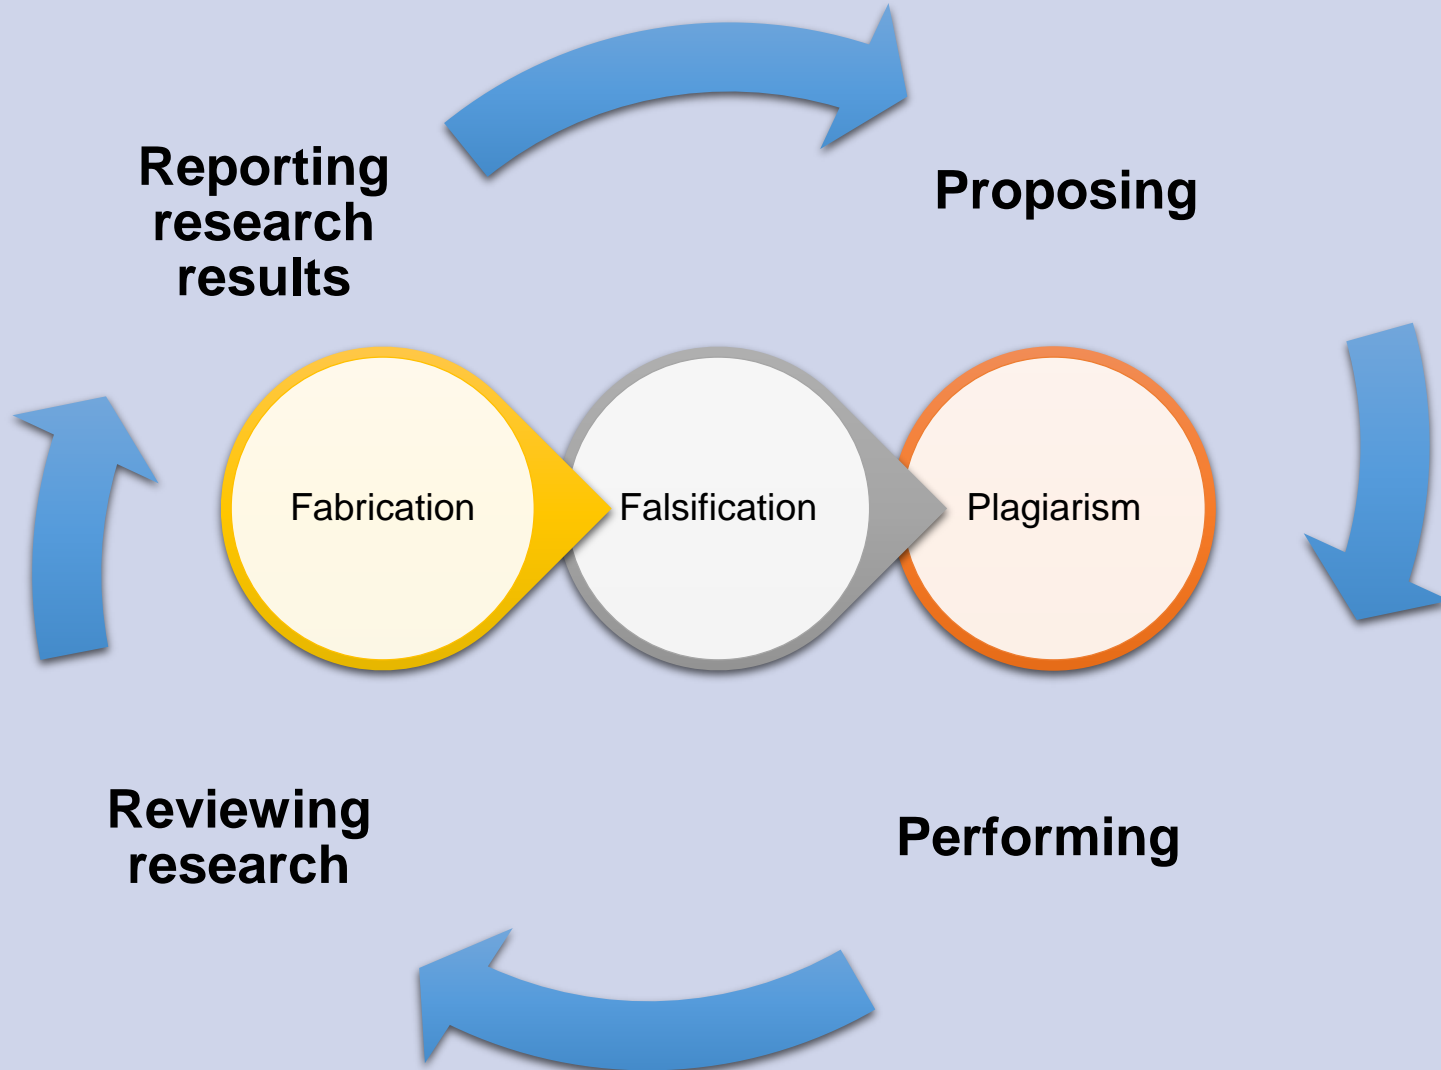 Reporting
research
results
Proposing
Fabrication
Falsification
Plagiarism
Reviewing
research
Performing